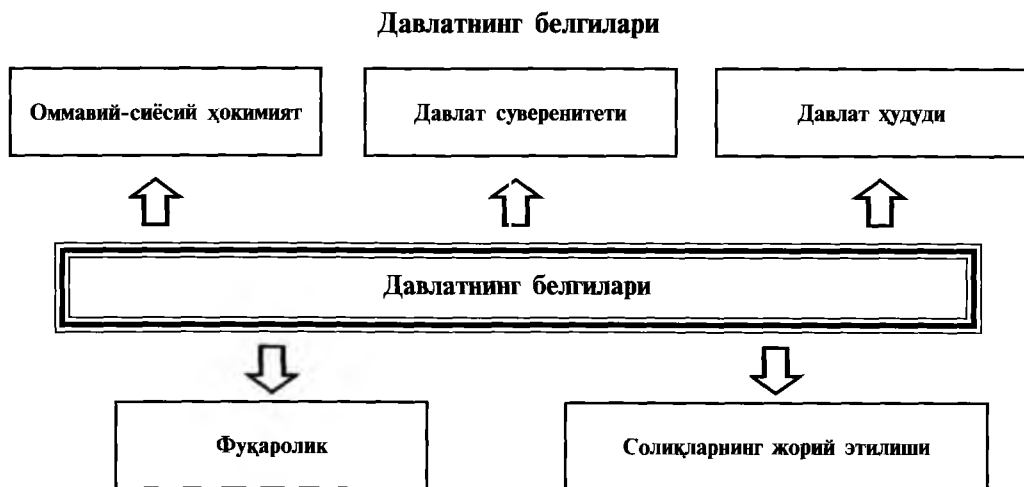 Давлатнинг белгилари
Оммавий-сиёсий ҳокимият
Давлат суверенитети
Давлат ҳудуди
Давлатнинг белгилари
Фуқаролик
Солиқларнинг жорий этилиши